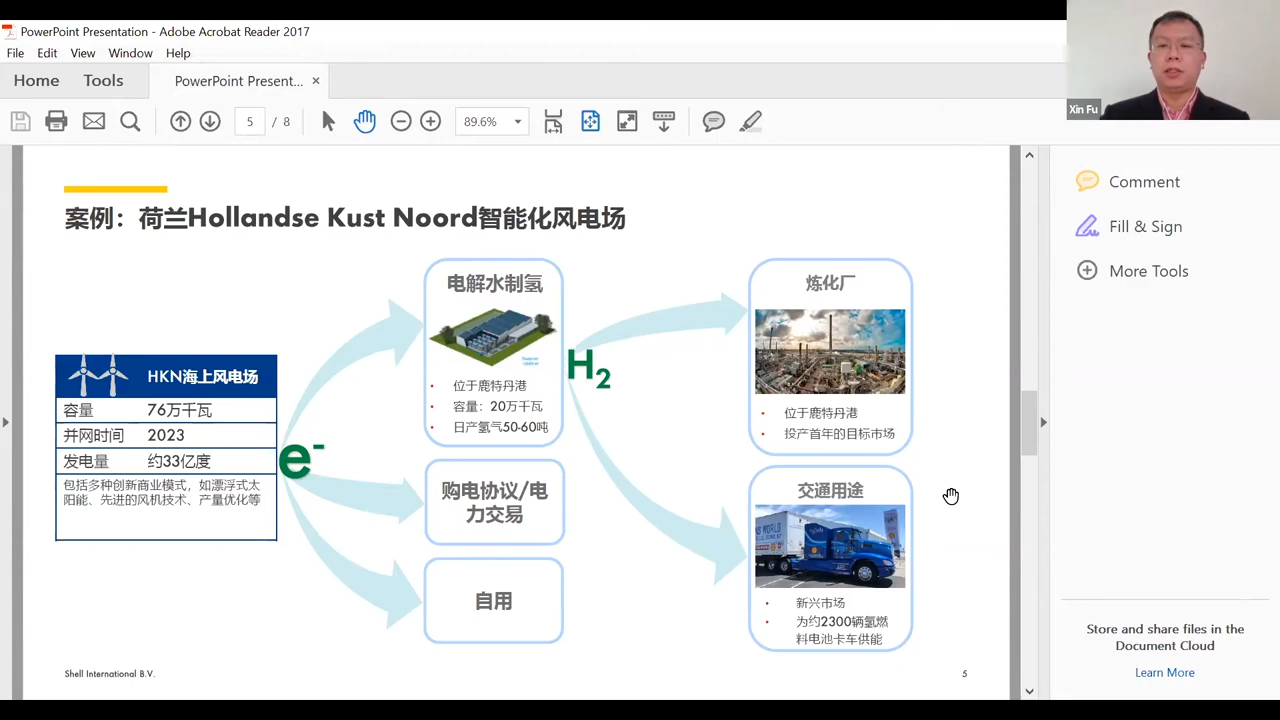 PowerPoint Presentation - Adobe Acrobat Reader 2017
File Edit View Window Help
Home Tools PowerPoint Present... ×
5 / 8 89.6%
Xin Fu
Comment
Fill & Sign
More Tools
Store and share files in the
Document Cloud
Learn More
案例：荷兰Hollandse Kust Noord智能化风电场
HKN海上风电场
容量 76万千瓦
并网时间 2023
发电量 约33亿度
包括多种创新商业模式，如漂浮式太
阳能、先进的风机技术、产量优化等
e-
电解水制氢
• 位于鹿特丹港
• 容量：20万千瓦
• 日产氢气50-60吨
购电协议/电
力交易
自用
H2
炼化厂
• 位于鹿特丹港
• 投产首年的目标市场
交通用途
• 新兴市场
• 为约2300辆氢燃
料电池卡车供能
Shell International B.V.
5